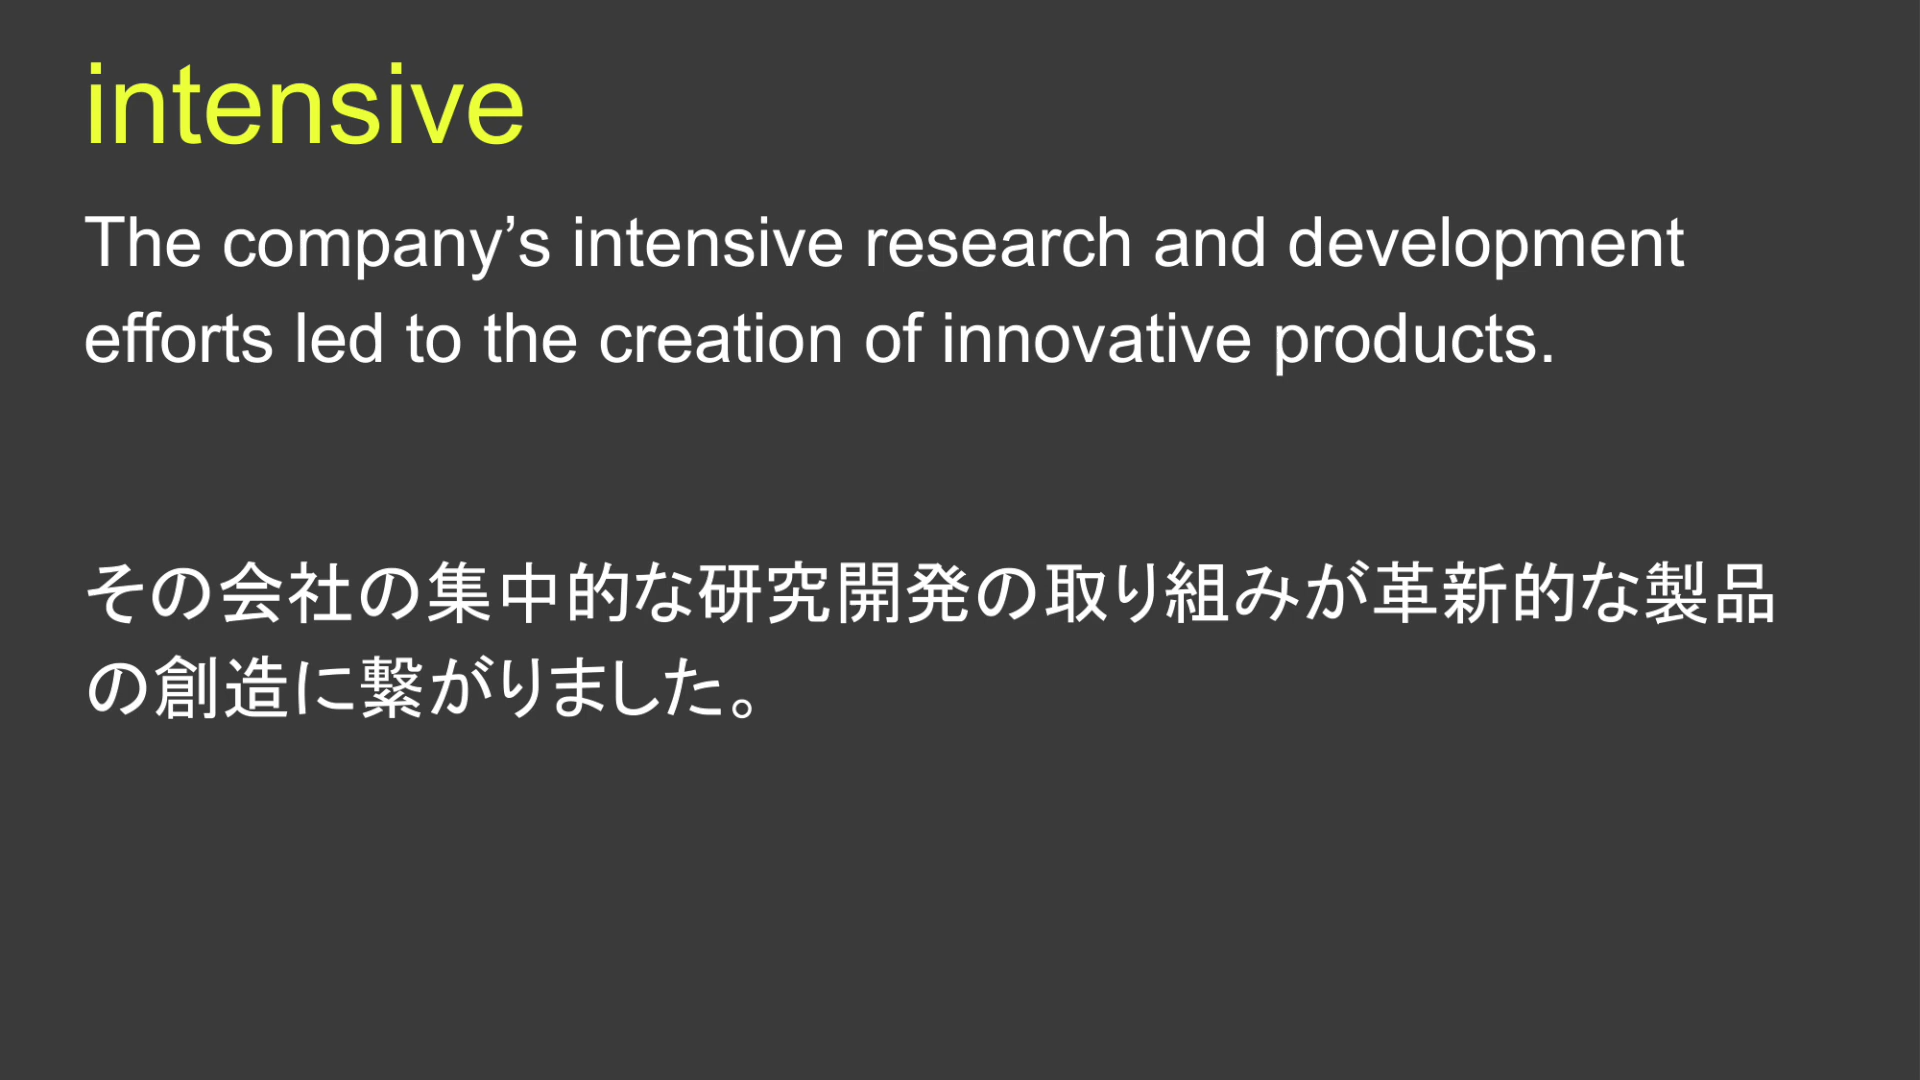 intensive
The company’s intensive research and development
efforts led to the creation of innovative products.
その会社の集中的な研究開発の取り組みが革新的な製品
の創造に繋がりました。